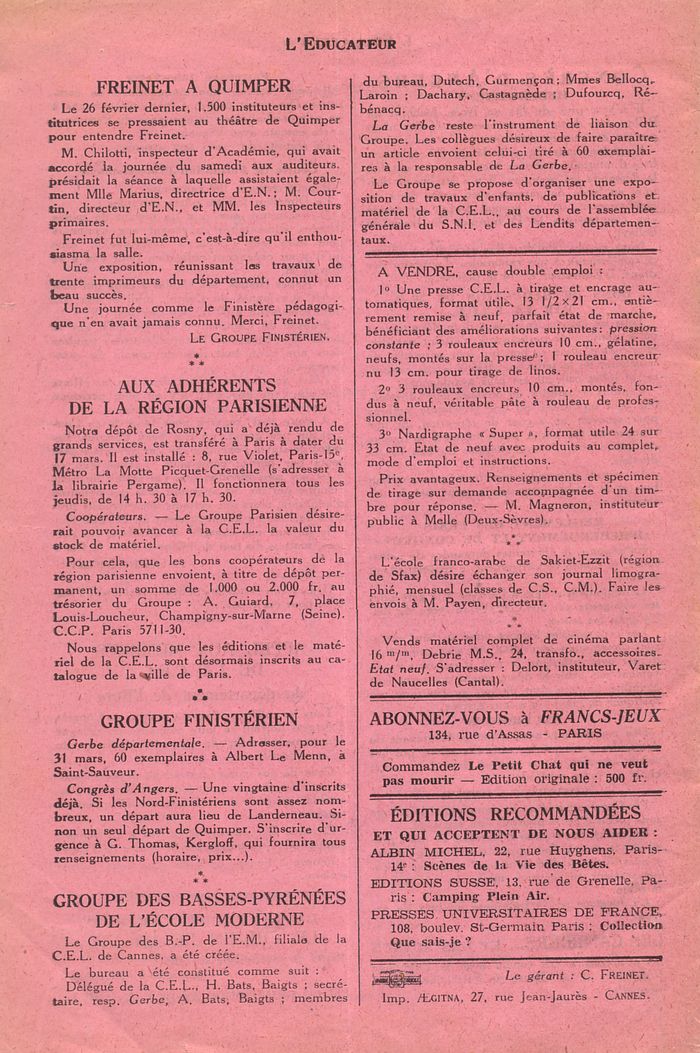 L'EDUCATEUR
FREINET A QUIMPER
Le 26 février dernier, 1.500 instituteurs et ins-
titutrices se pressaient au théâtre de Quimper
pour entendre Freinet.
M. Chilotti, inspecteur d'Académie, qui avait
accordé la journée du samedi aux auditeurs,
présidait la séance à laquelle assistaient égale-
ment Mlle Marius, directrice d'E.N. ; M. Cour-
tin, directeur d'E.N., et MM. les Inspecteurs
primaires.
Freinet fut lui-même, c'est-à-dire qu'il enthou-
siasma la salle.
Une exposition, réunissant les travaux de
trente imprimeurs du département, connut un
beau succès.
Une journée comme le Finistère pédagogi-
que n'en avait jamais connu. Merci, Freinet.
LE GROUPE FINISTÉRIEN.
AUX ADHÉRENTS
DE LA RÉGION PARISIENNE
Notre dépôt de Rosny, qui a déjà rendu de
grands services, est transféré à Paris à dater du
17 mars. Il est installé : 8, rue Violet, Paris-15e,
Métro La Motte Picquet-Grenelle (s'adresser à
la librairie Pergame). Il fonctionnera tous les
jeudis, de 14 h. 30 à 17 h. 30.
Coopérateurs. — Le Groupe Parisien désire-
rait pouvoir avancer à la C.E.L. la valeur du
stock de matériel.
Pour cela, que les bons coopérateurs de la
région parisienne envoient, à titre de dépôt per-
manent, un somme de 1.000 ou 2.000 fr. au
trésorier du Groupe : A. Guiard, 7, place
Louis-Loucheur, Champigny-sur-Marne (Seine).
C.C.P. Paris 5711-30.
Nous rappelons que les éditions et le maté-
riel de la C.E.L. sont désormais inscrits au ca-
talogue de la ville de Paris.
GROUPE FINISTÉRIEN
Gerbe départementale. — Adresser, pour le
31 mars, 60 exemplaires à Albert Le Menn, à
Saint-Sauveur.
Congrès d'Angers. — Une vingtaine d'inscrits
déjà. Si les Nord-Finistériens sont assez nom-
breux, un départ aura lieu de Landerneau. Si-
non un seul départ de Quimper. S'inscrire d'ur-
gence à G. Thomas, Kergloff, qui fournira tous
renseignements (horaire, prix...).
GROUPE DES BASSES-PYRÉNÉES
DE L'ÉCOLE MODERNE
Le Groupe des B.-P. de l'E.M., filiale de la
C.E.L. de Cannes, a été créée.
Le bureau a été constitué comme suit :
Délégué de la C.E.L., H. Bats, Baigts ; secré-
taire, resp. Gerbe, A. Bats, Baigts ; membres
du bureau, Dutech, Gurmençon ; Mmes Bellocq,
Laroin ; Dachary, Castagnède ; Dufourcq, Ré-
bénacq.
La Gerbe reste l'instrument de liaison du
Groupe. Les collègues désireux de faire paraître
un article envoient celui-ci tiré à 60 exemplai-
res à la responsable de La Gerbe.
Le Groupe se propose d'organiser une expo-
sition de travaux d'enfants, de publications et
matériel de la C.E.L., au cours de l'assemblée
générale du S.N.I. et des Lendits départemen-
taux.
A VENDRE, cause double emploi :
1o Une presse C.E.L. à tirage et encrage au-
tomatiques, format utile, 13 1/2×21 cm., entiè-
rement remise à neuf, parfait état de marche,
bénéficiant des améliorations suivantes : pression
constante ; 3 rouleaux encreurs 10 cm., gélatine,
neufs, montés sur la presse ; 1 rouleau encreur
nu 13 cm. pour tirage de linos.
2o 3 rouleaux encreurs 10 cm., montés, fon-
dus à neuf, véritable pâte à rouleau de profes-
sionnel.
3o Nardigraphe « Super », format utile 24 sur
33 cm. Etat de neuf avec produits au complet,
mode d'emploi et instructions.
Prix avantageux. Renseignements et spécimen
de tirage sur demande accompagnée d'un tim-
bre pour réponse. — M. Magneron, instituteur
public à Melle (Deux-Sèvres).
L'école franco-arabe de Sakiet-Ezzit (région
de Sfax) désire échanger son journal limogra-
phié, mensuel (classes de C.S., C.M.). Faire les
envois à M. Payen, directeur.
Vends matériel complet de cinéma parlant
16 m/m, Debrie M.S., 24, transfo., accessoires.
Etat neuf. S'adresser : Delort, instituteur, Varet
de Naucelles (Cantal).
ABONNEZ-VOUS à FRANCS-JEUX
134, rue d'Assas - PARIS
Commandez Le Petit Chat qui ne veut
pas mourir — Edition originale : 500 fr.
ÉDITIONS RECOMMANDÉES
ET QUI ACCEPTENT DE NOUS AIDER :
ALBIN MICHEL, 22, rue Huyghens, Paris-
14e : Scènes de la Vie des Bêtes.
EDITIONS SUSSE, 13, rue de Grenelle, Pa-
ris : Camping Plein Air.
PRESSES UNIVERSITAIRES DE FRANCE,
108, boulev. St-Germain Paris : Collection
Que sais-je ?
Le gérant : C. FREINET.
Imp. ÆGITNA, 27, rue Jean-Jaurès - CANNES.